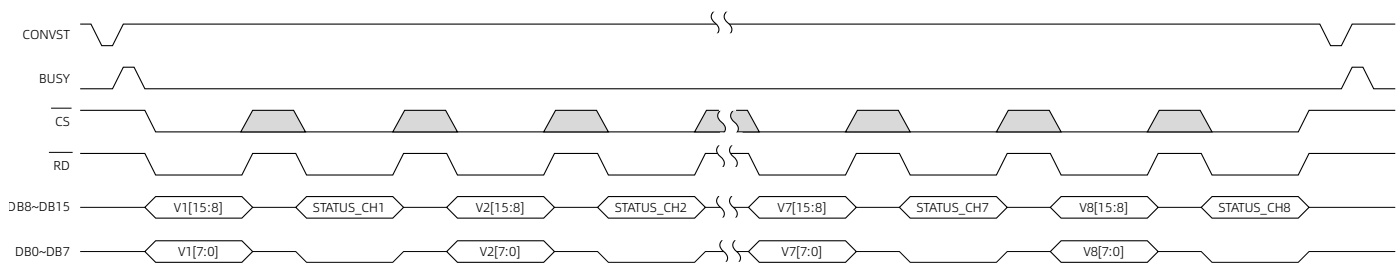 CONVST
BUSY
CS
RD
DB8~DB15 V1[15:8] STATUS_CH1 V2[15:8] STATUS_CH2 V7[15:8] STATUS_CH7 V8[15:8] STATUS_CH8
DB0~DB7 V1[7:0] V2[7:0] V7[7:0] V8[7:0]